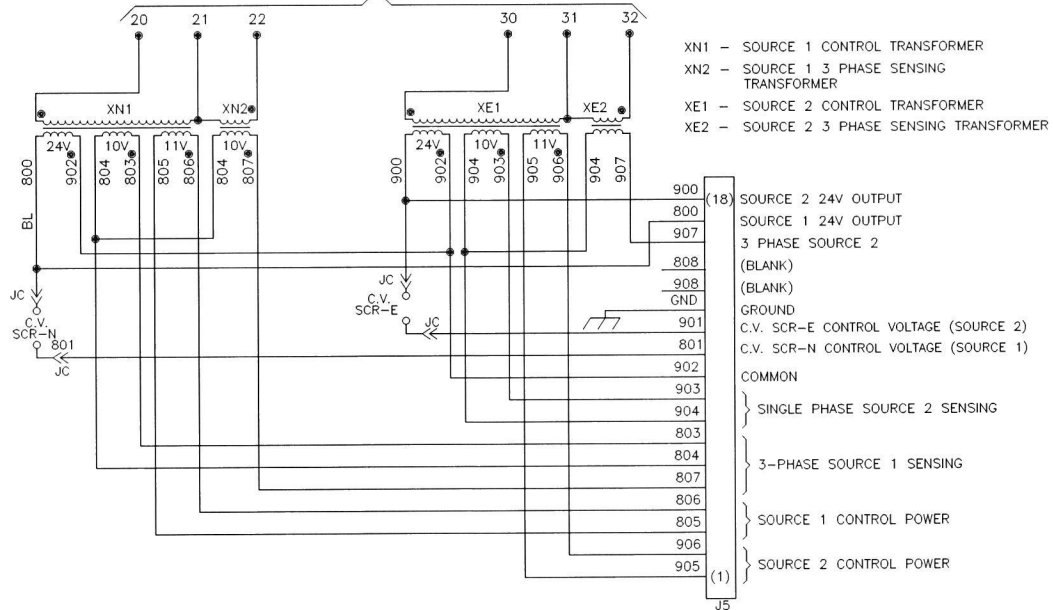 20 21 22 30 31 32
XN1 – SOURCE 1 CONTROL TRANSFORMER
XN2 – SOURCE 1 3 PHASE SENSING
TRANSFORMER
XE1 – SOURCE 2 CONTROL TRANSFORMER
XE2 – SOURCE 2 3 PHASE SENSING TRANSFORMER
XN1 XN2 XE1 XE2
24V 10V 11V 10V 24V 10V 11V
800 902 804 803 805 806 804 807 900 902 904 903 905 906 904 907
BL
900 (18) SOURCE 2 24V OUTPUT
800 SOURCE 1 24V OUTPUT
907 3 PHASE SOURCE 2
808 (BLANK)
908 (BLANK)
GND GROUND
901 C.V. SCR–E CONTROL VOLTAGE (SOURCE 2)
801 C.V. SCR–N CONTROL VOLTAGE (SOURCE 1)
902 COMMON
903
904
SINGLE PHASE SOURCE 2 SENSING
803
804
807
3–PHASE SOURCE 1 SENSING
806
805
SOURCE 1 CONTROL POWER
906
905
SOURCE 2 CONTROL POWER
(1)
J5
JC
C.V.
SCR–N
801
JC
JC
C.V.
SCR–E
JC